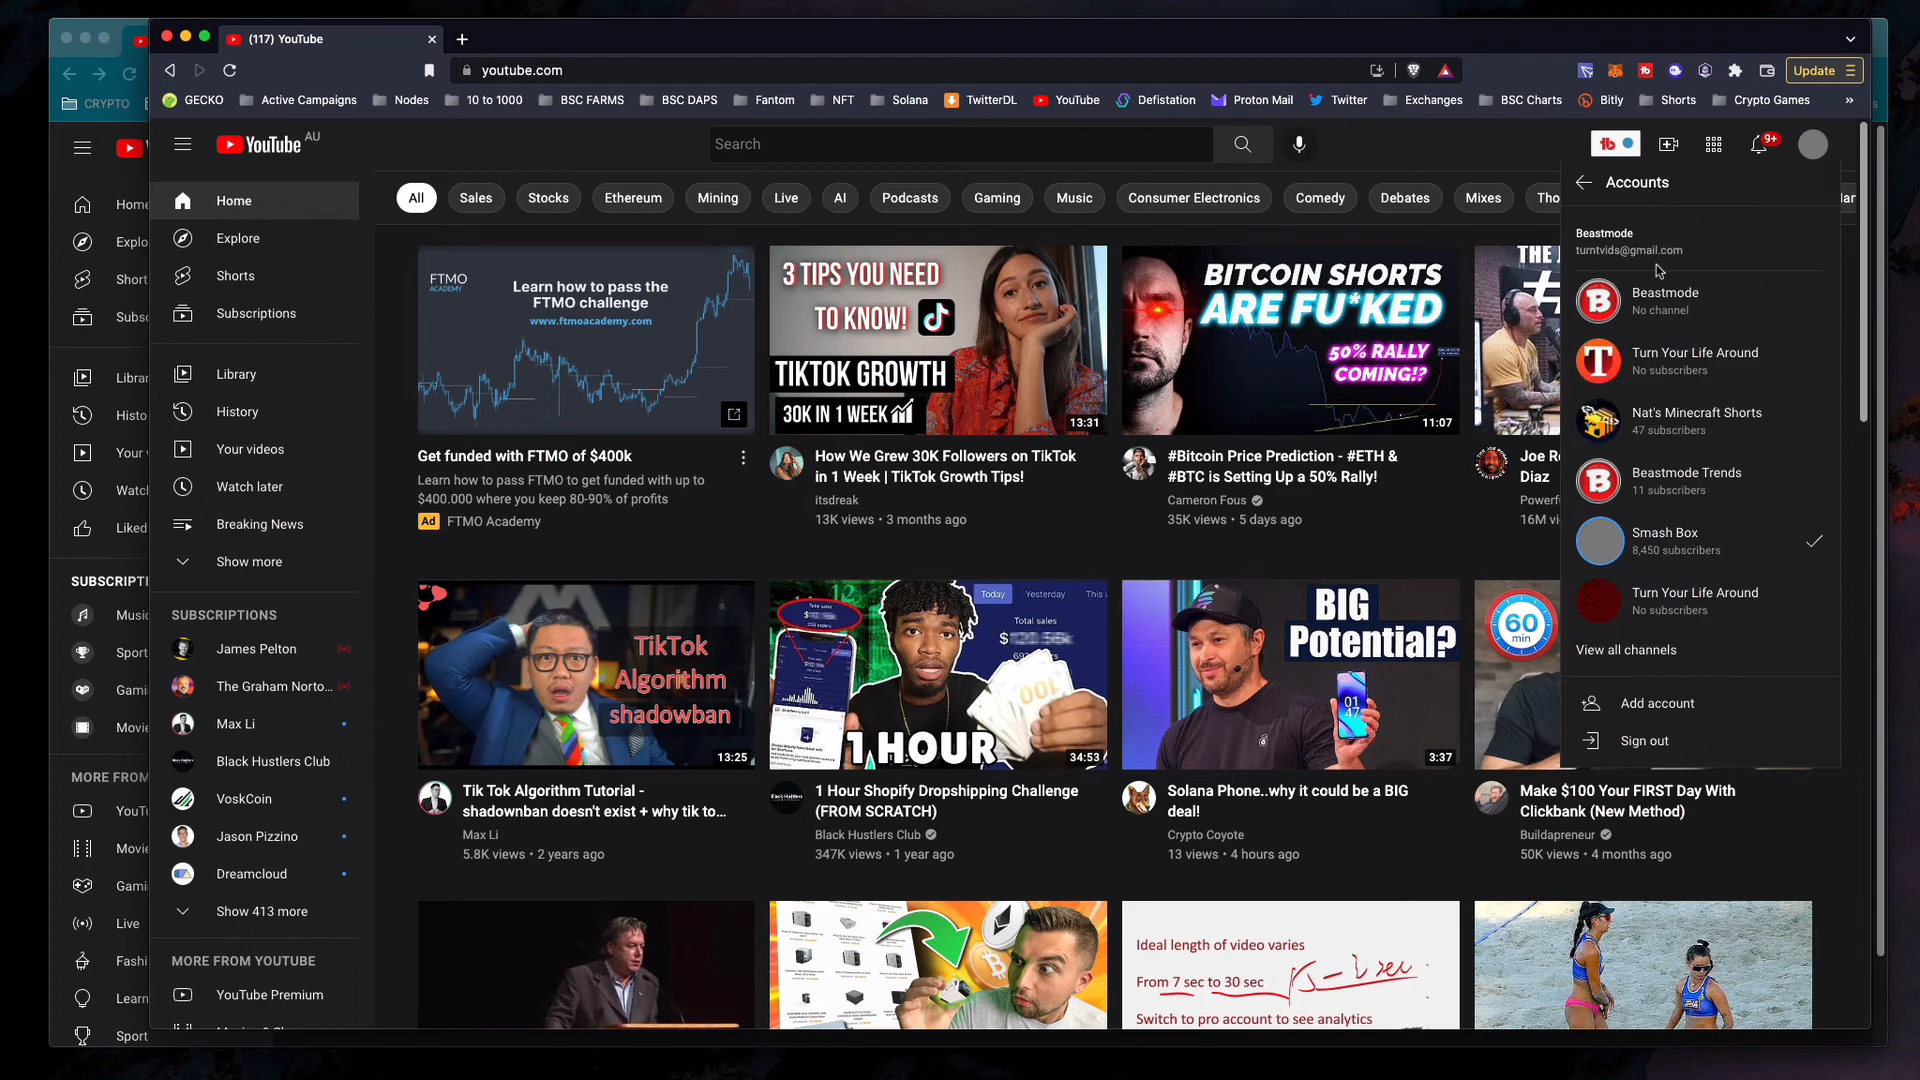 (117) YouTube
youtube.com
Update
CRYPTO
GECKO
Active Campaigns
Nodes
10 to 1000
BSC FARMS
BSC DAPS
Fantom
NFT
Solana
TwitterDL
YouTube
Defistation
Proton Mail
Twitter
Exchanges
BSC Charts
Bitly
Shorts
Crypto Games
»
YouTube AU
Search
9+
Home
Explore
Shorts
Subscriptions
Library
History
Your videos
Watch later
Breaking News
Show more
SUBSCRIPTIONS
James Pelton
The Graham Norto...
Max Li
Black Hustlers Club
VoskCoin
Jason Pizzino
Dreamcloud
Show 413 more
MORE FROM YOUTUBE
YouTube Premium
Hom
Explo
Short
Subsc
Librar
Histo
Your v
Watc
Liked
SUBSCRIPTI
Music
Sport
Gami
Movie
MORE FROM
YouTu
Movie
Gami
Live
Fashi
Learn
Sport
All
Sales
Stocks
Ethereum
Mining
Live
AI
Podcasts
Gaming
Music
Consumer Electronics
Comedy
Debates
Mixes
Tho
FTMO
ACADEMY
Learn how to pass the
FTMO challenge
www.ftmoacademy.com
Get funded with FTMO of $400k
Learn how to pass FTMO to get funded with up to
$400.000 where you keep 80-90% of profits
Ad FTMO Academy
3 TIPS YOU NEED
TO KNOW!
TIKTOK GROWTH
30K IN 1 WEEK
13:31
How We Grew 30K Followers on TikTok
in 1 Week | TikTok Growth Tips!
itsdreak
13K views • 3 months ago
BITCOIN SHORTS
ARE FU*KED
50% RALLY
COMING!?
11:07
#Bitcoin Price Prediction - #ETH &
#BTC is Setting Up a 50% Rally!
Cameron Fous
35K views • 5 days ago
THE J
#
Joe R
Diaz
Powerf
16M v
Accounts
Beastmode
turntvids@gmail.com
Beastmode
No channel
Turn Your Life Around
No subscribers
Nat's Minecraft Shorts
47 subscribers
Beastmode Trends
11 subscribers
Smash Box
8,450 subscribers
Turn Your Life Around
No subscribers
View all channels
Add account
Sign out
TikTok
Algorithm
shadowban
13:25
Tik Tok Algorithm Tutorial -
shadownban doesn't exist + why tik to...
Max Li
5.8K views • 2 years ago
Today
Yesterday
This
Total sales
Total sales
1 HOUR
34:53
1 Hour Shopify Dropshipping Challenge
(FROM SCRATCH)
Black Hustlers Club
347K views • 1 year ago
BIG
Potential?
01
47
3:37
Solana Phone..why it could be a BIG
deal!
Crypto Coyote
13 views • 4 hours ago
60
min
Make $100 Your FIRST Day With
Clickbank (New Method)
Buildapreneur
50K views • 4 months ago
Ideal length of video varies
From 7 sec to 30 sec
Switch to pro account to see analytics